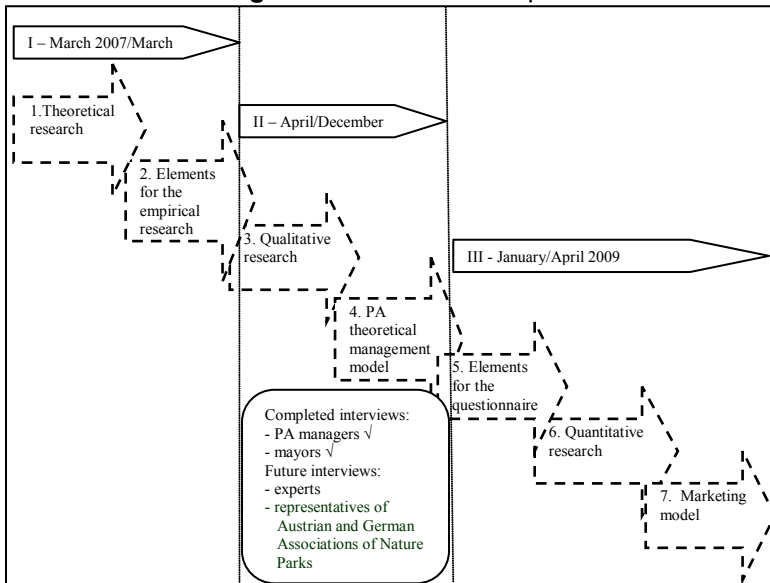 I – March 2007/March
1.Theoretical
research
II – April/December
2. Elements
for the
empirical
research
3. Qualitative
research
III - January/April 2009
4. PA
theoretical
management
model
5. Elements
for the
questionnaire
Completed interviews:
- PA managers √
- mayors √
Future interviews:
- experts
- representatives of
Austrian and German
Associations of Nature
Parks
6. Quantitative
research
7. Marketing
model